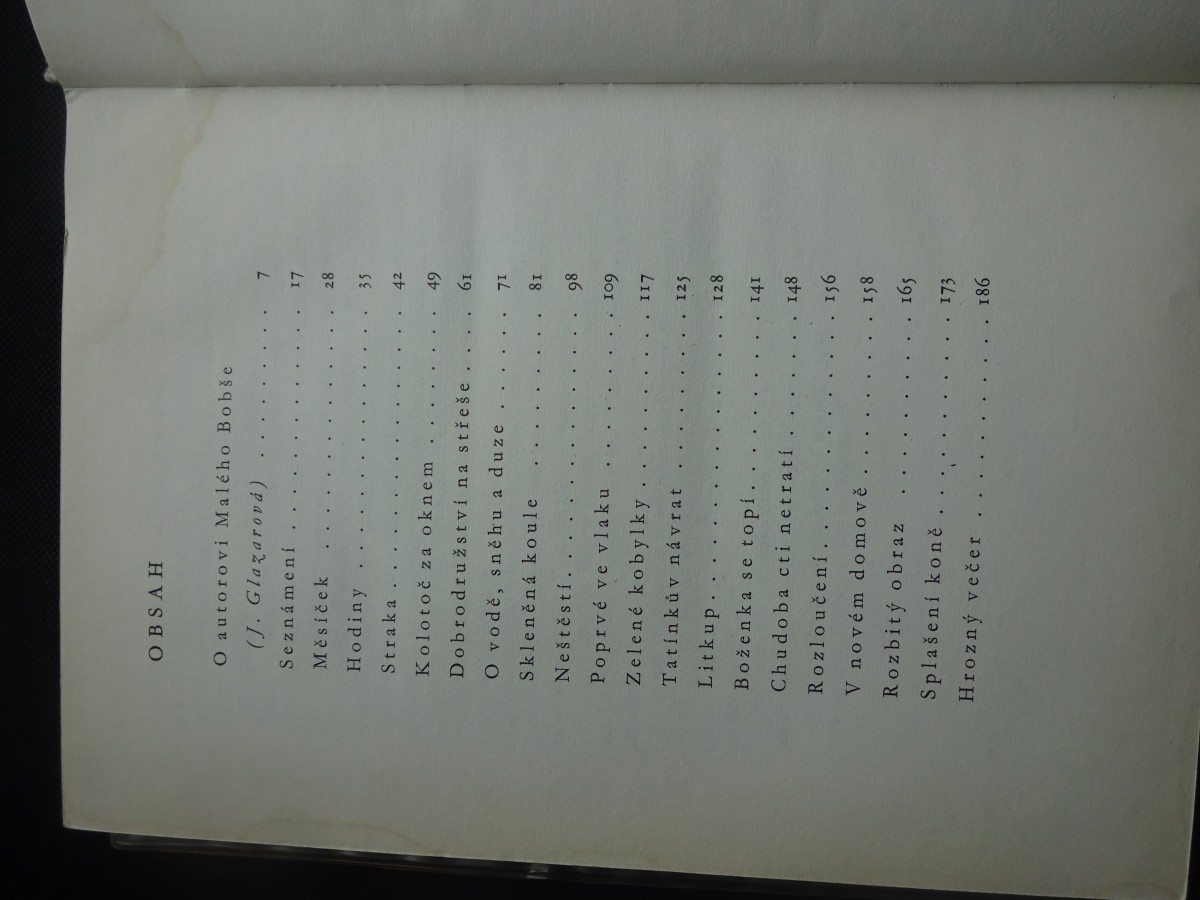 OBSAH
O autorovi Malého Bobše
(J. Glazarová) . . . . . . . . 7
Seznámení . . . . . . . . . . . . 17
Měsíček . . . . . . . . . . . . 28
Hodiny . . . . . . . . . . . . . 35
Straka . . . . . . . . . . . . . . 42
Kolotoč za oknem . . . . . . . 49
Dobrodružství na střeše . . . . 61
O vodě, sněhu a duze . . . . . . 71
Skleněná koule . . . . . . . . 81
Neštěstí . . . . . . . . . . . . . 98
Poprvé ve vlaku . . . . . . . . 109
Zelené kobylky . . . . . . . . . 117
Tatínkův návrat . . . . . . . . 125
Litkup . . . . . . . . . . . . . . 128
Boženka se topí . . . . . . . . . 141
Chudoba cti netratí . . . . . . . 148
Rozloučení . . . . . . . . . . . . 156
V novém domově . . . . . . . . 158
Rozbitý obraz . . . . . . . . . 165
Splašení koně . . . . . . . . . . 173
Hrozný večer . . . . . . . . . . 186